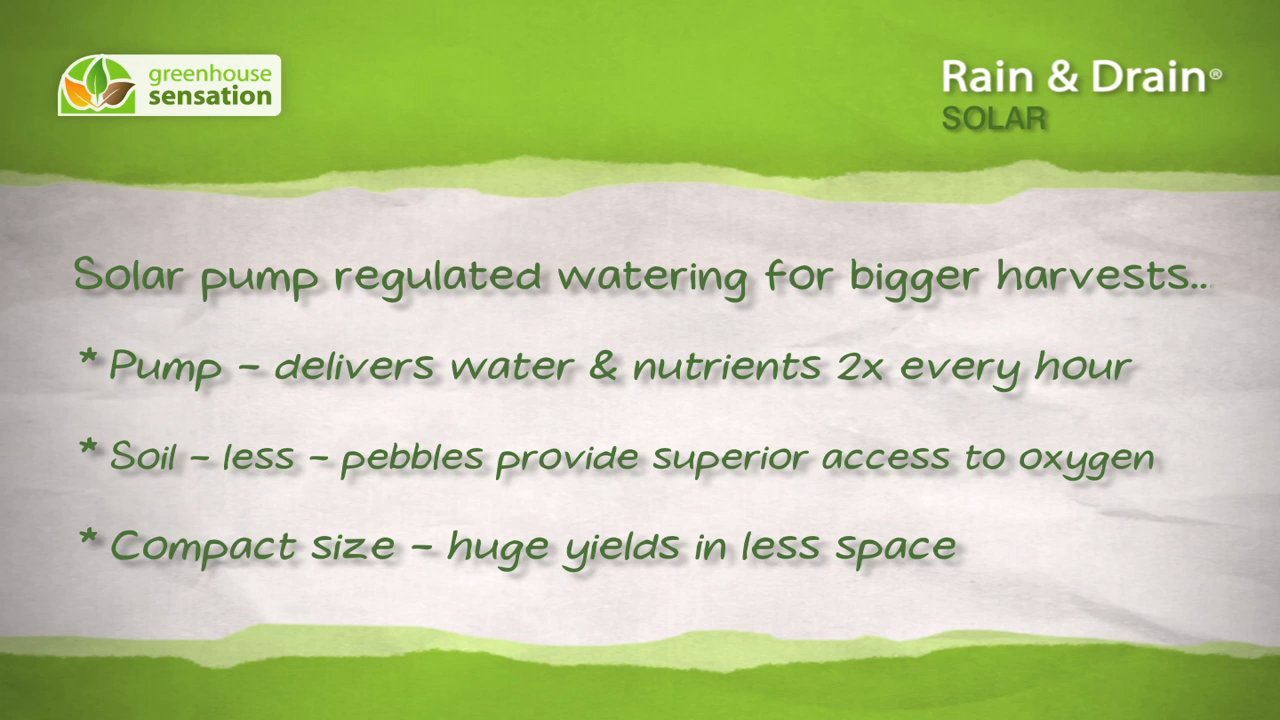 greenhouse
sensation
Rain & Drain®
SOLAR
Solar pump regulated watering for bigger harvests..
* Pump - delivers water & nutrients 2x every hour
* Soil - less - pebbles provide superior access to oxygen
* Compact size - huge yields in less space